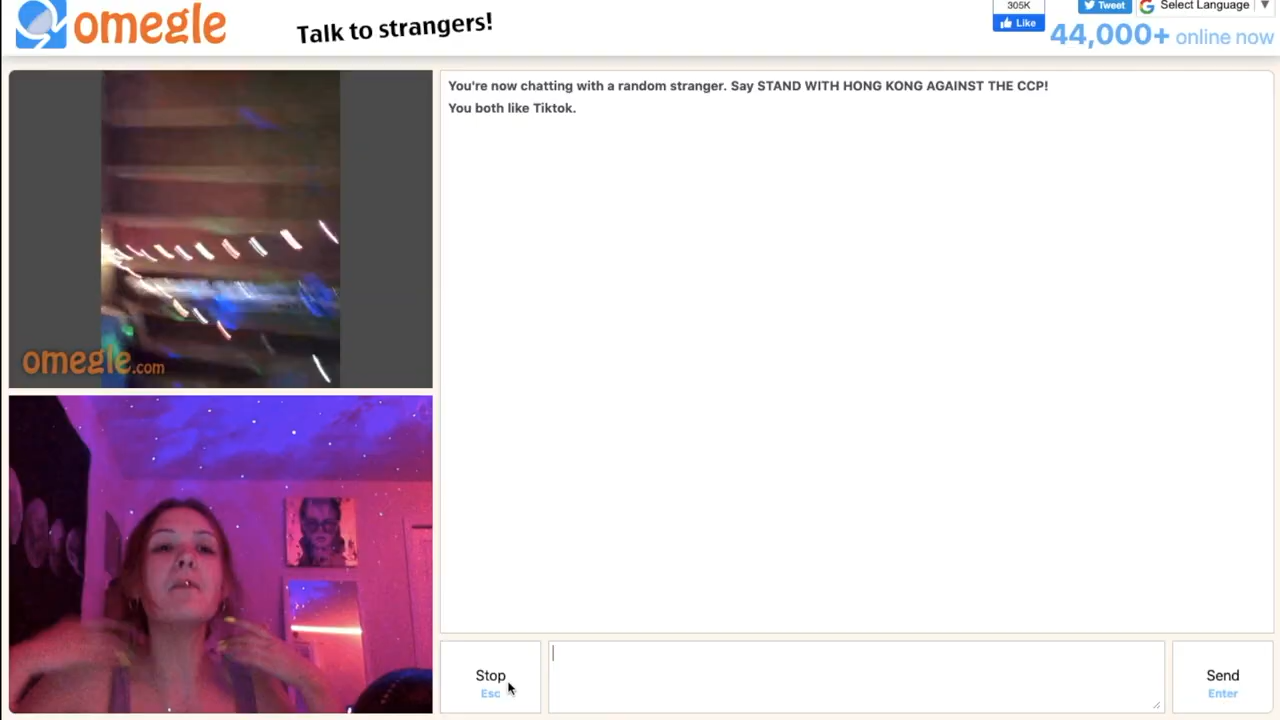 omegle
Talk to strangers!
305K
Like
Tweet
Select Language
44,000+ online now
You're now chatting with a random stranger. Say STAND WITH HONG KONG AGAINST THE CCP!
You both like Tiktok.
omegle.com
Stop
Esc
Send
Enter